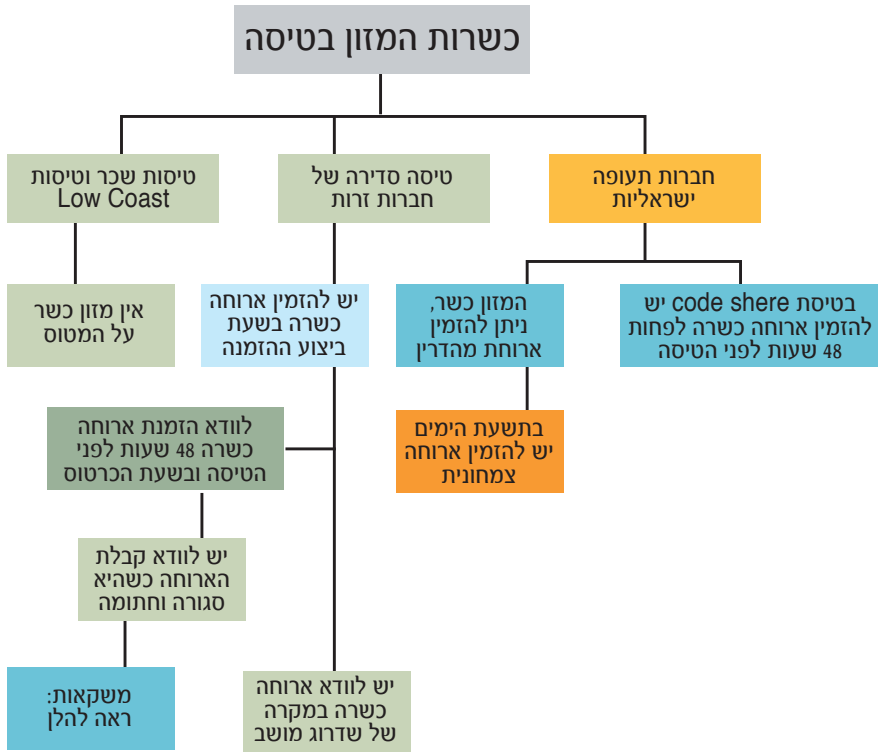 כשרות המזון בטיסה
חברות תעופה
ישראליות
טיסה סדירה של
חברות זרות
טיסות שכר וטיסות
Low Coast
בטיסת code shere יש
להזמין ארוחה כשרה לפחות
48 שעות לפני הטיסה
המזון כשר,
ניתן להזמין
ארוחת מהדרין
יש להזמין ארוחה
כשרה בשעת
ביצוע ההזמנה
אין מזון כשר
על המטוס
בתשעת הימים
יש להזמין ארוחה
צמחונית
לוודא הזמנת ארוחה
כשרה 48 שעות לפני
הטיסה ובשעת הכרטוס
יש לוודא קבלת
הארוחה כשהיא
סגורה וחתומה
יש לוודא ארוחה
כשרה במקרה
של שדרוג מושב
משקאות:
ראה להלן